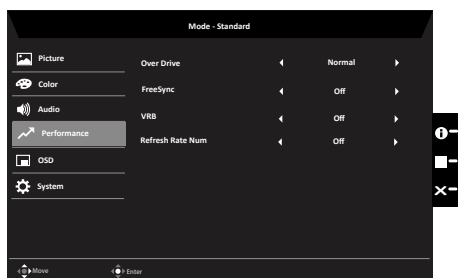 Mode - Standard
Picture
Color
Audio
Performance
OSD
System
Over Drive Normal
FreeSync Off
VRB Off
Refresh Rate Num Off
Move Enter